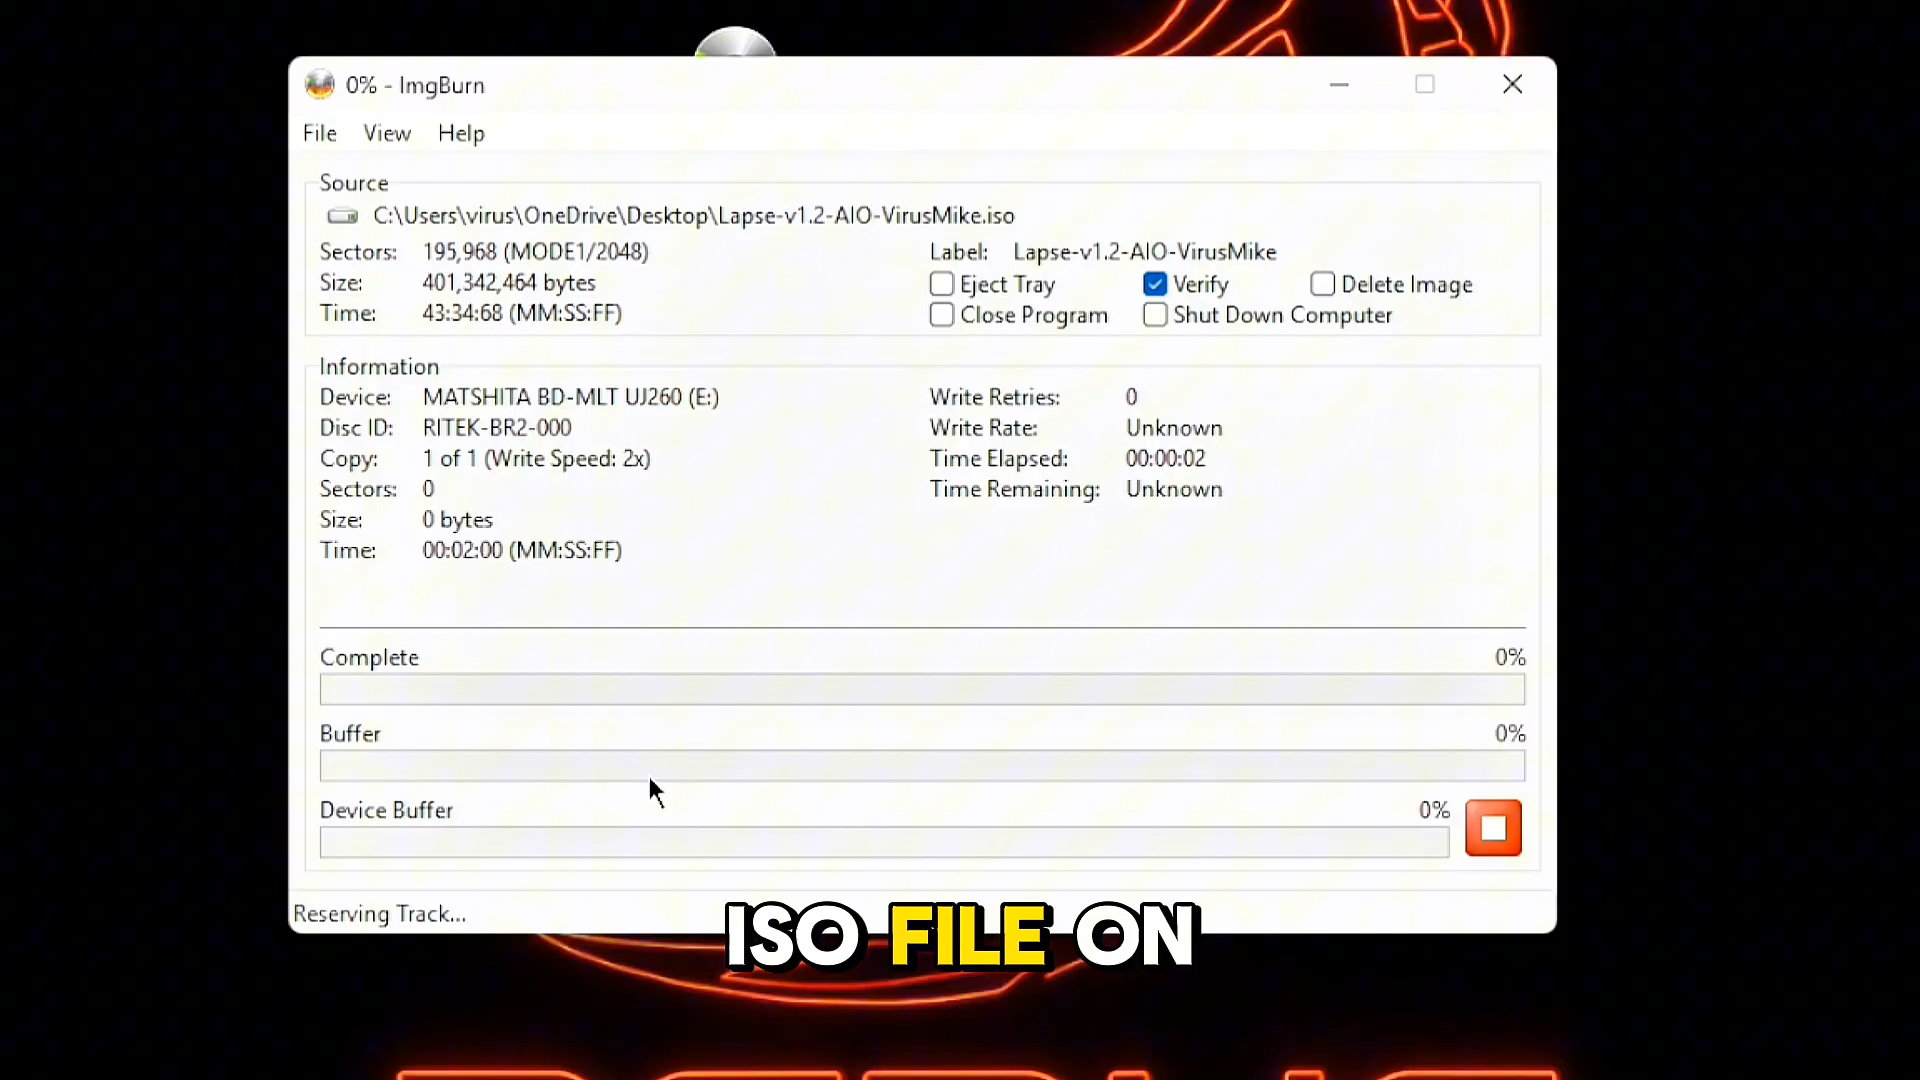 0% - ImgBurn
File View Help
Source
C:\Users\virus\OneDrive\Desktop\Lapse-v1.2-AIO-VirusMike.iso
Sectors: 195,968 (MODE1/2048) Label: Lapse-v1.2-AIO-VirusMike
Size: 401,342,464 bytes Eject Tray Verify Delete Image
Time: 43:34:68 (MM:SS:FF) Close Program Shut Down Computer
Information
Device: MATSHITA BD-MLT UJ260 (E:) Write Retries: 0
Disc ID: RITEK-BR2-000 Write Rate: Unknown
Copy: 1 of 1 (Write Speed: 2x) Time Elapsed: 00:00:02
Sectors: 0 Time Remaining: Unknown
Size: 0 bytes
Time: 00:02:00 (MM:SS:FF)
Complete 0%
Buffer 0%
Device Buffer 0%
Reserving Track...
ISO FILE ON